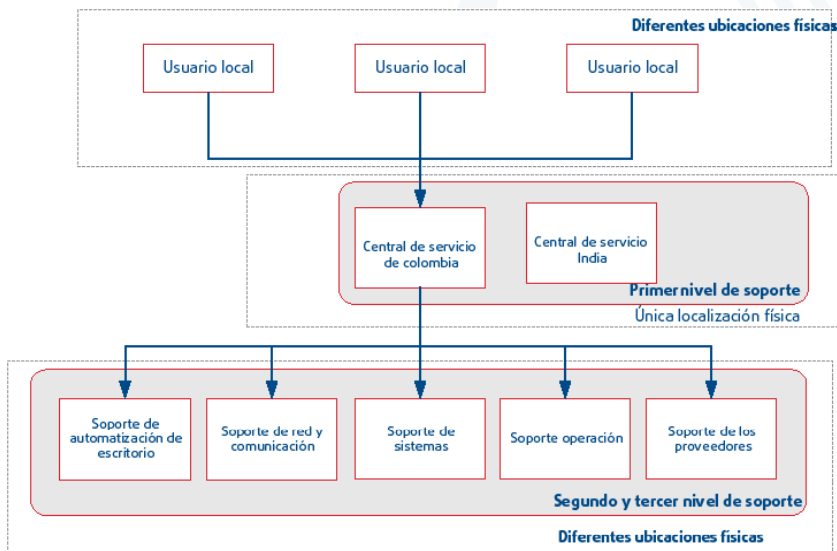 Diferentes ubicaciones físicas
Usuario local
Usuario local
Usuario local
Central de servicio
de colombia
Central de servicio
India
Primer nivel de soporte
Única localización física
Soporte de
automatización de
escritorio
Soporte de red y
comunicación
Soporte de
sistemas
Soporte operación
Soporte de los
proveedores
Segundo y tercer nivel de soporte
Diferentes ubicaciones físicas